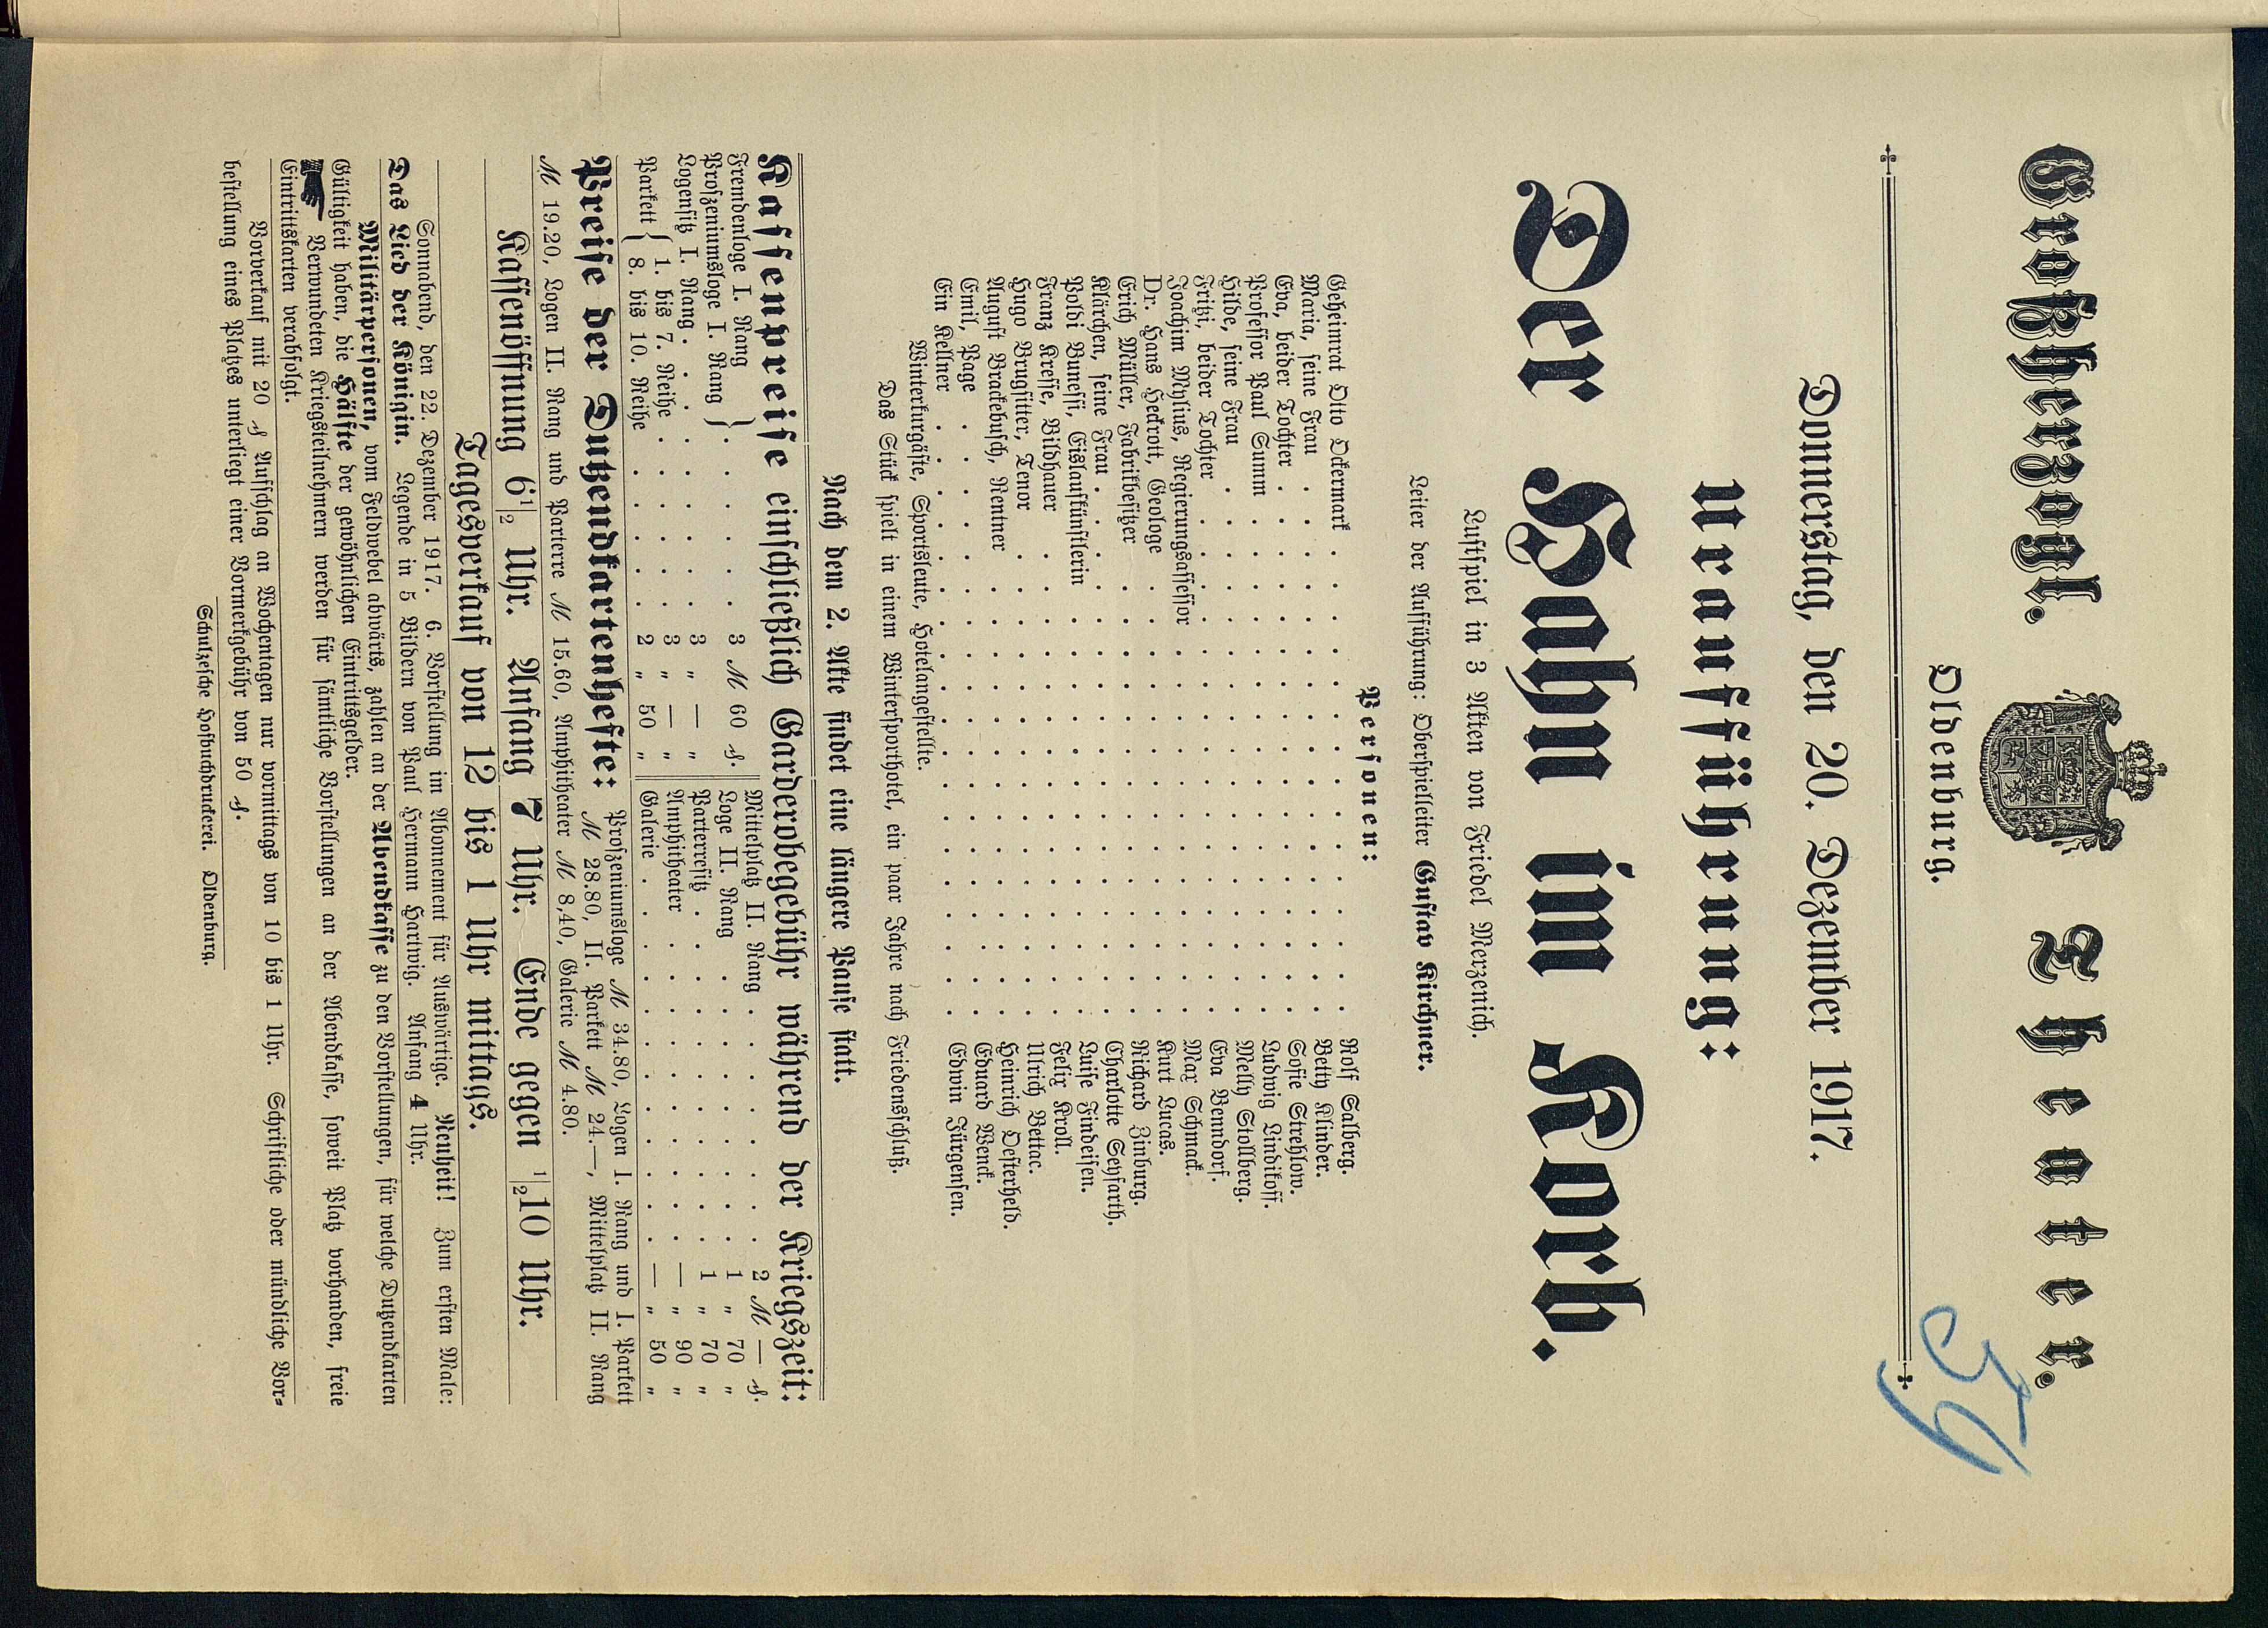 Großherzogl. Theater.
Oldenburg.
54
Donnerstag, den 20. Dezember 1917.
Uraufführung:
Der Hahn im Korb.
Lustspiel in 3 Akten von Friedel Merzenich.
Leiter der Aufführung: Oberspielleiter Gustav Kirchner.
Personen:
Geheimrat Otto Ockermark . . . Rolf Salberg.
Maria, seine Frau . . . Betty Klinder.
Eva, beider Tochter . . . Sofie Strehlow.
Professor Paul Summ . . . Ludwig Lindikoff.
Hilde, seine Frau . . . Melly Stollberg.
Fritzi, beider Tochter . . . Eva Benndorf.
Joachim Mylius, Regierungsassessor . . . Max Schmack.
Dr. Hans Heckrott, Geologe . . . Kurt Lucas.
Erich Müller, Fabrikbesitzer . . . Richard Zinburg.
Klärchen, seine Frau . . . Charlotte Seyfarth.
Poldi Bunessi, Eislaufkünstlerin . . . Luise Findeisen.
Franz Kresse, Bildhauer . . . Felix Kroll.
Hugo Brugsitter, Tenor . . . Ulrich Bettac.
August Brackebusch, Rentner . . . Heinrich Oesterheld.
Emil, Page . . . Eduard Wenck.
Ein Kellner . . . Edwin Jürgensen.
Winterkurgäste, Sportsleute, Hotelangestellte.
Das Stück spielt in einem Wintersporthotel, ein paar Jahre nach Friedensschluß.
Nach dem 2. Akte findet eine längere Pause statt.
Kassenpreise einschließlich Garderobegebühr während der Kriegszeit:
Fremdenloge I. Rang
Proszeniumsloge I. Rang } . . . 3 ℳ 60 ₰.
Logensitz I. Rang . . . 3 „ — „
Parkett { 1. bis 7. Reihe . . . 3 „ — „
8. bis 10. Reihe . . . 2 „ 50 „
Mittelplatz II. Rang . . . 2 ℳ — ₰.
Loge II. Rang . . . 1 „ 70 „
Parterresitz . . . 1 „ 70 „
Amphitheater . . . — „ 90 „
Galerie . . . — „ 50 „
Preise der Dutzendkartenhefte: Proszeniumsloge ℳ 34.80, Logen I. Rang und I. Parkett
ℳ 28.80, II. Parkett ℳ 24.—, Mittelplatz II. Rang
ℳ 19.20, Logen II. Rang und Parterre ℳ 15.60, Amphitheater ℳ 8,40, Galerie ℳ 4.80.
Kassenöffnung 6½ Uhr. Anfang 7 Uhr. Ende gegen ½10 Uhr.
Tagesverkauf von 12 bis 1 Uhr mittags.
Sonnabend, den 22. Dezember 1917. 6. Vorstellung im Abonnement für Auswärtige. Neuheit! Zum ersten Male:
Das Lied der Königin. Legende in 5 Bildern von Paul Hermann Hartwig. Anfang 4 Uhr.
Militärpersonen, vom Feldwebel abwärts, zahlen an der Abendkasse zu den Vorstellungen, für welche Dutzendkarten
Gültigkeit haben, die Hälfte der gewöhnlichen Eintrittsgelder.
Verwundeten Kriegsteilnehmern werden für sämtliche Vorstellungen an der Abendkasse, soweit Platz vorhanden, freie
Eintrittskarten verabfolgt.
Vorverkauf mit 20 ₰ Aufschlag an Wochentagen nur vormittags von 10 bis 1 Uhr. Schriftliche oder mündliche Vor-
bestellung eines Platzes unterliegt einer Vormerkgebühr von 50 ₰.
Schulzesche Hofbuchdruckerei. Oldenburg.